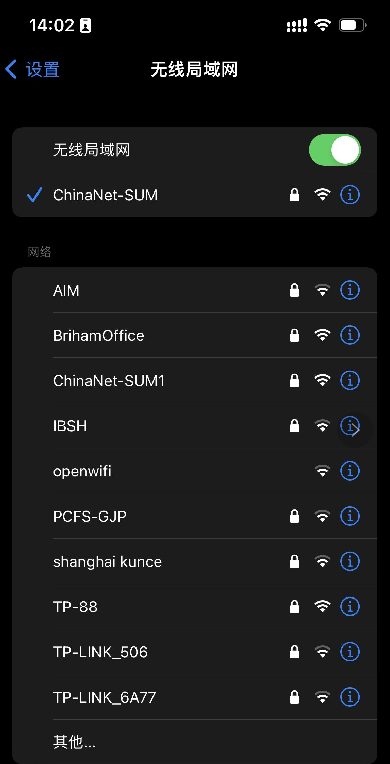 14:02
设置
无线局域网
无线局域网
ChinaNet-SUM
网络
AIM
BrihamOffice
ChinaNet-SUM1
IBSH
openwifi
PCFS-GJP
shanghai kunce
TP-88
TP-LINK_506
TP-LINK_6A77
其他...